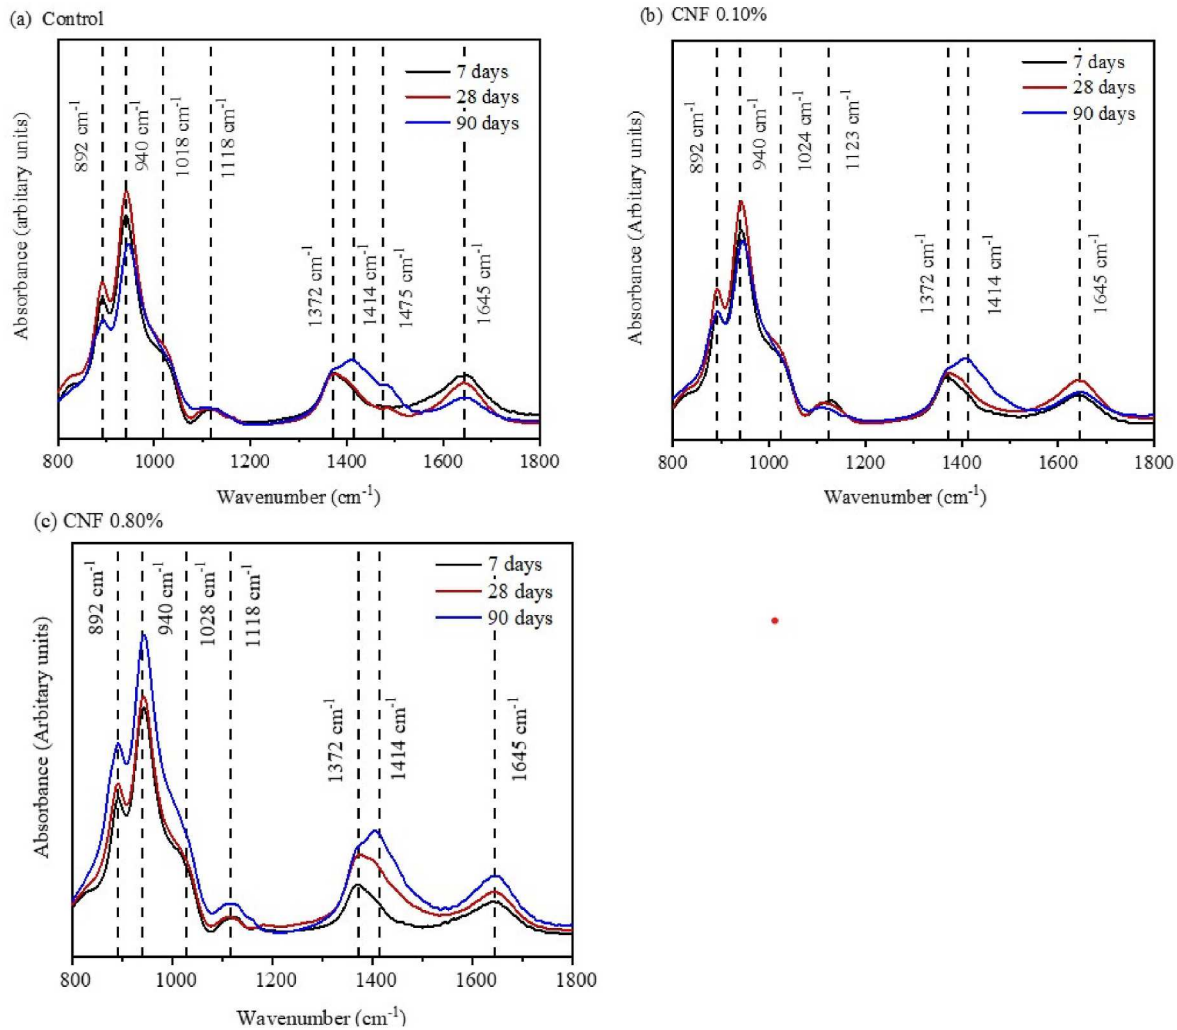 (a) Control
Absorbance (arbitary units)
892 cm⁻¹
940 cm⁻¹
1018 cm⁻¹
1118 cm⁻¹
1372 cm⁻¹
1414 cm⁻¹
1475 cm⁻¹
1645 cm⁻¹
7 days
28 days
90 days
800 1000 1200 1400 1600 1800
Wavenumber (cm⁻¹)
(b) CNF 0.10%
Absorbance (Arbitary units)
892 cm⁻¹
940 cm⁻¹
1024 cm⁻¹
1123 cm⁻¹
1372 cm⁻¹
1414 cm⁻¹
1645 cm⁻¹
7 days
28 days
90 days
800 1000 1200 1400 1600 1800
Wavenumber (cm⁻¹)
(c) CNF 0.80%
Absorbance (Arbitary units)
892 cm⁻¹
940 cm⁻¹
1028 cm⁻¹
1118 cm⁻¹
1372 cm⁻¹
1414 cm⁻¹
1645 cm⁻¹
7 days
28 days
90 days
800 1000 1200 1400 1600 1800
Wavenumber (cm⁻¹)